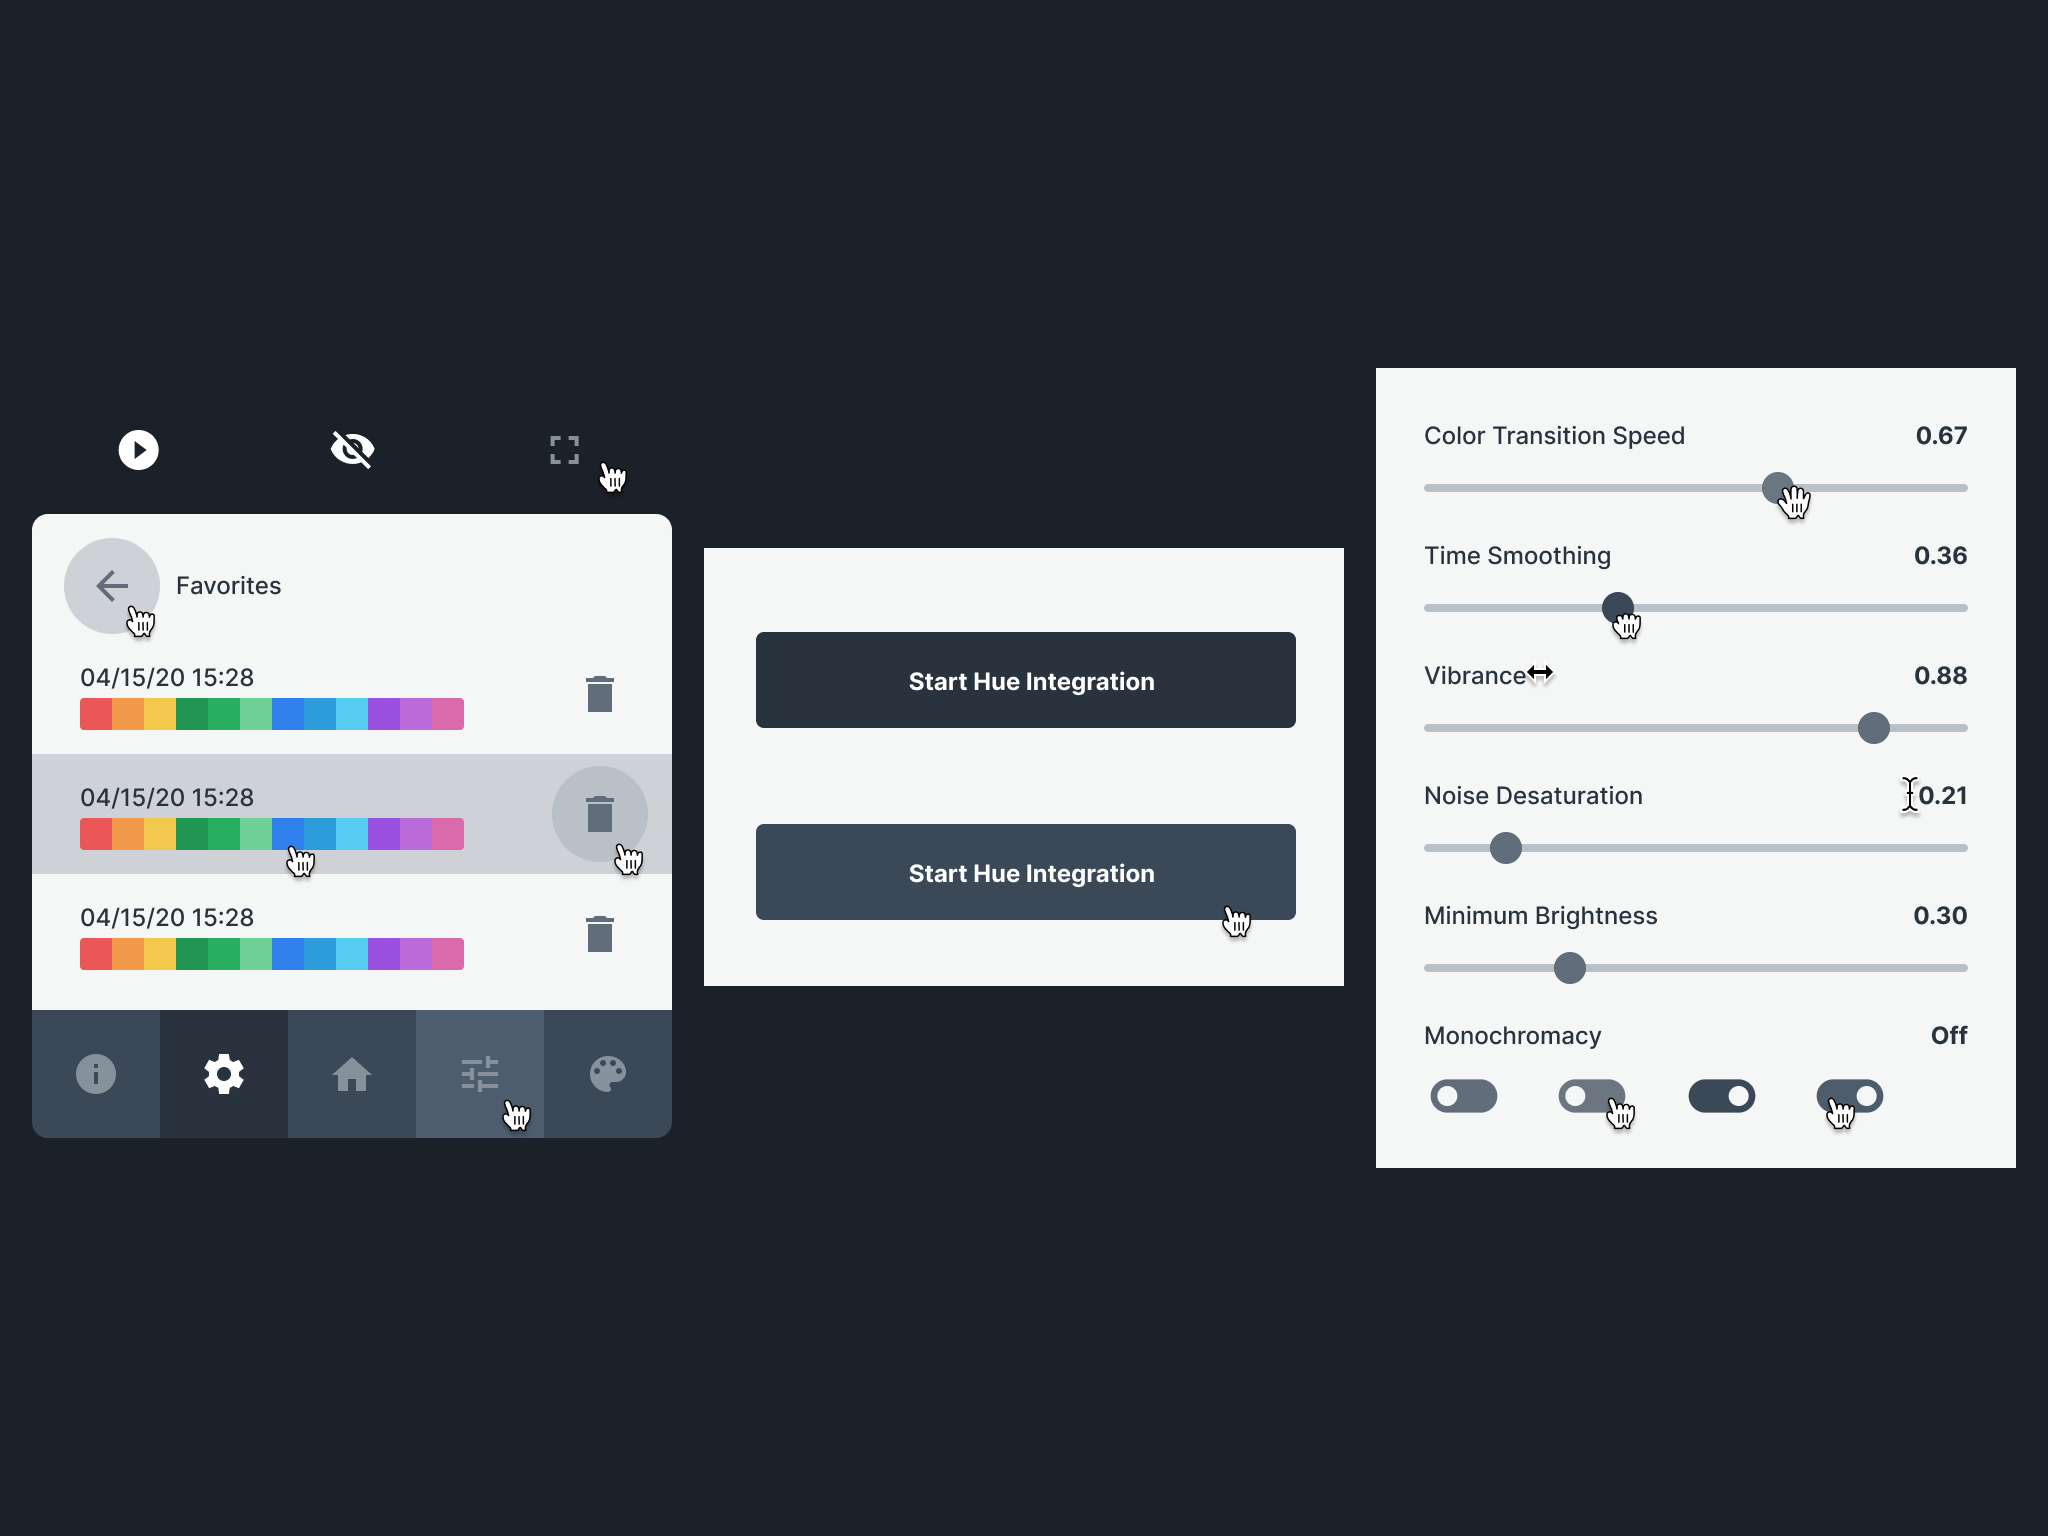 Favorites
04/15/20 15:28
04/15/20 15:28
04/15/20 15:28
Start Hue Integration
Start Hue Integration
Color Transition Speed 0.67
Time Smoothing 0.36
Vibrance 0.88
Noise Desaturation 0.21
Minimum Brightness 0.30
Monochromacy Off